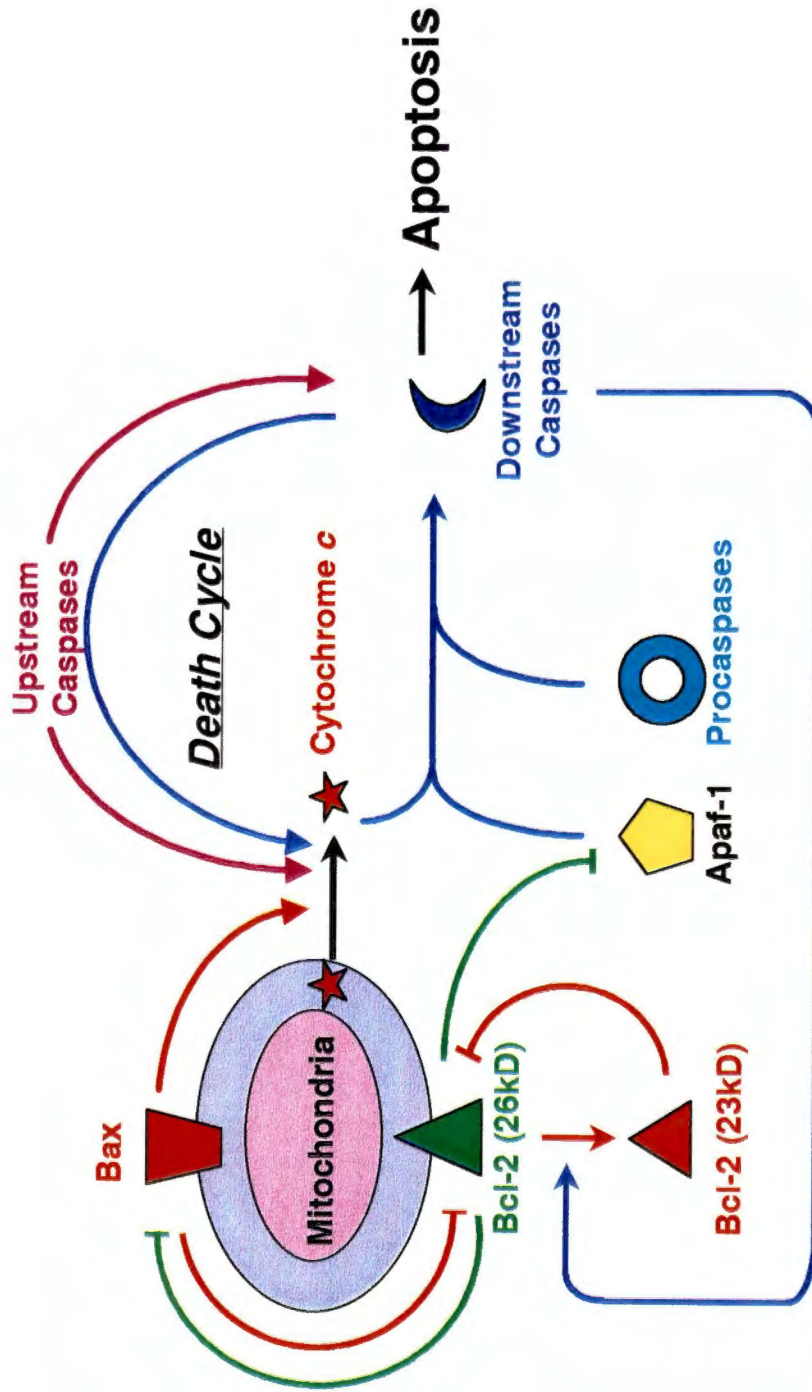 Upstream
Caspases
Death Cycle
Bax
Mitochondria
Cytochrome c
Apoptosis
Downstream
Caspases
Bcl-2 (26kD)
Apaf-1
Procaspases
Bcl-2 (23kD)